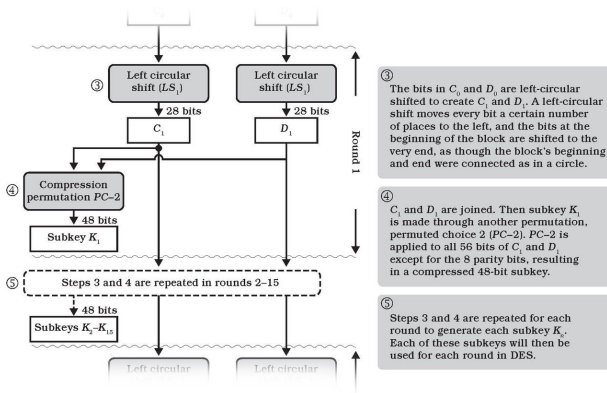 ③
Left circular
shift (LS₁)
Left circular
shift (LS₁)
28 bits
28 bits
C₁
D₁
Round 1
④
Compression
permutation PC–2
48 bits
Subkey K₁
⑤
Steps 3 and 4 are repeated in rounds 2–15
48 bits
Subkeys K₂–K₁₅
Left circular
Left circular
③
The bits in C₀ and D₀ are left-circular
shifted to create C₁ and D₁. A left-circular
shift moves every bit a certain number
of places to the left, and the bits at the
beginning of the block are shifted to the
very end, as though the block's beginning
and end were connected as in a circle.
④
C₁ and D₁ are joined. Then subkey K₁
is made through another permutation,
permuted choice 2 (PC–2). PC–2 is
applied to all 56 bits of C₁ and D₁
except for the 8 parity bits, resulting
in a compressed 48-bit subkey.
⑤
Steps 3 and 4 are repeated for each
round to generate each subkey Kₙ.
Each of these subkeys will then be
used for each round in DES.